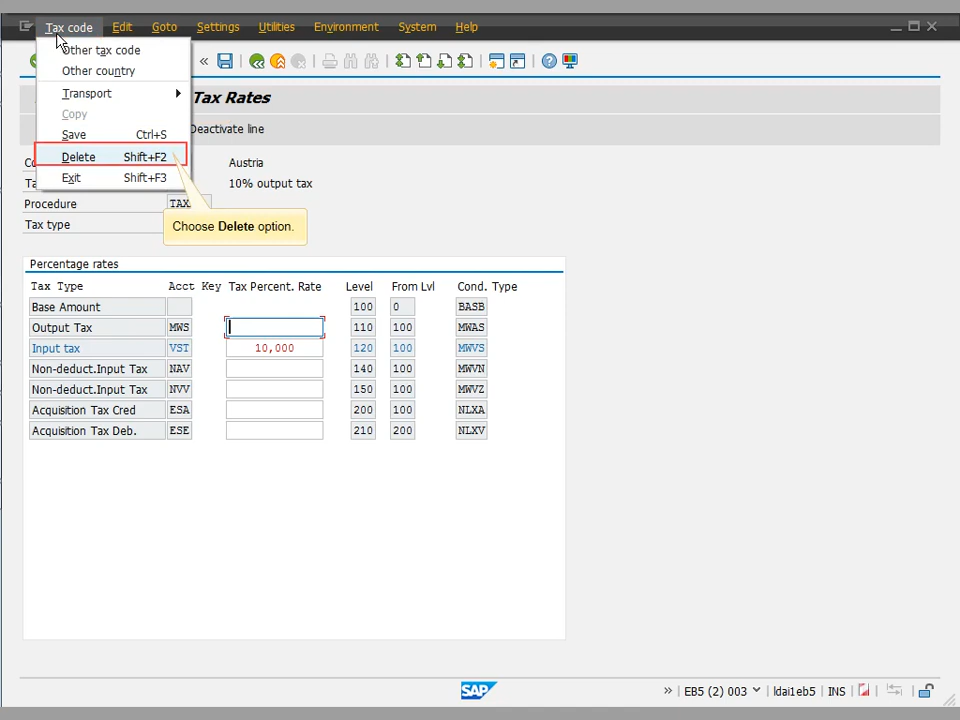 Tax code Edit Goto Settings Utilities Environment System Help
Other tax code
Other country
Transport
Copy
Save Ctrl+S
Delete Shift+F2
Exit Shift+F3
«
Tax Rates
Deactivate line
Co Austria
Ta 10% output tax
Procedure TAX
Tax type
Choose Delete option.
Percentage rates
Tax Type Acct Key Tax Percent. Rate Level From Lvl Cond. Type
Base Amount 100 0 BASB
Output Tax MWS 110 100 MWAS
Input tax VST 10,000 120 100 MWVS
Non-deduct.Input Tax NAV 140 100 MWVN
Non-deduct.Input Tax NVV 150 100 MWVZ
Acquisition Tax Cred ESA 200 100 NLXA
Acquisition Tax Deb. ESE 210 200 NLXV
SAP » EB5 (2) 003 ldai1eb5 INS